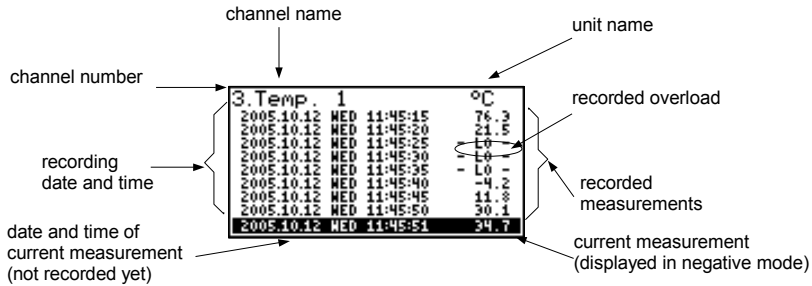 channel name
unit name
channel number
recorded overload
3.Temp. 1 °C
2005.10.12 WED 11:45:15 76.3
2005.10.12 WED 11:45:20 21.5
2005.10.12 WED 11:45:25 - LO -
2005.10.12 WED 11:45:30 - LO -
2005.10.12 WED 11:45:35 - LO -
2005.10.12 WED 11:45:40 -4.2
2005.10.12 WED 11:45:45 11.8
2005.10.12 WED 11:45:50 30.1
2005.10.12 WED 11:45:51 34.7
recording
date and time
recorded
measurements
date and time of
current measurement
(not recorded yet)
current measurement
(displayed in negative mode)